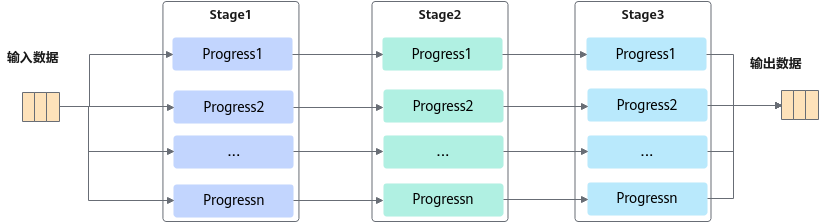 Stage1
Stage2
Stage3
输入数据
Progress1
Progress1
Progress1
输出数据
Progress2
Progress2
Progress2
...
...
...
Progressn
Progressn
Progressn